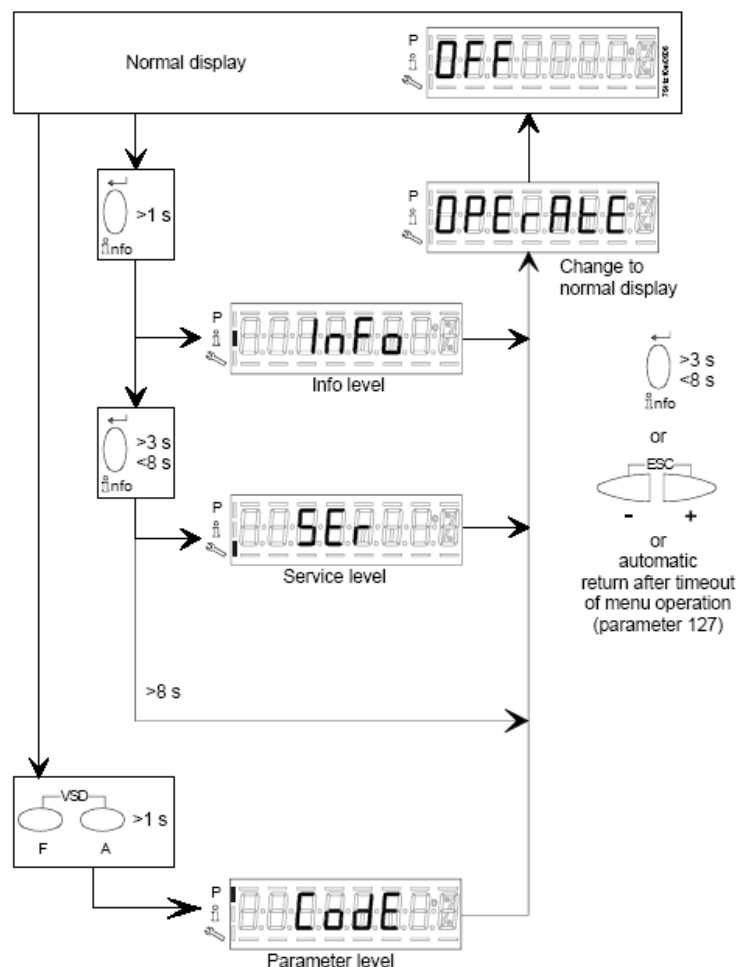 Normal display
P
OFF
>1 s
info
P
OPErAtE
Change to
normal display
P
InFo
Info level
>3 s
<8 s
info
>3 s
<8 s
info
or
ESC
- +
or
automatic
return after timeout
of menu operation
(parameter 127)
P
SEr
Service level
>8 s
VSD
>1 s
F A
P
CodE
Parameter level